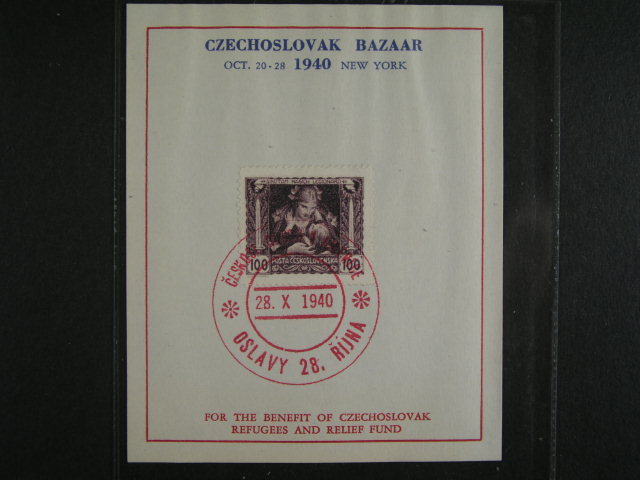 CZECHOSLOVAK BAZAAR
OCT. 20-28 1940 NEW YORK
100 100
POŠTA ČESKOSLOVENSKÁ
28. X 1940
OSLAVY 28. ŘÍJNA
FOR THE BENEFIT OF CZECHOSLOVAK
REFUGEES AND RELIEF FUND